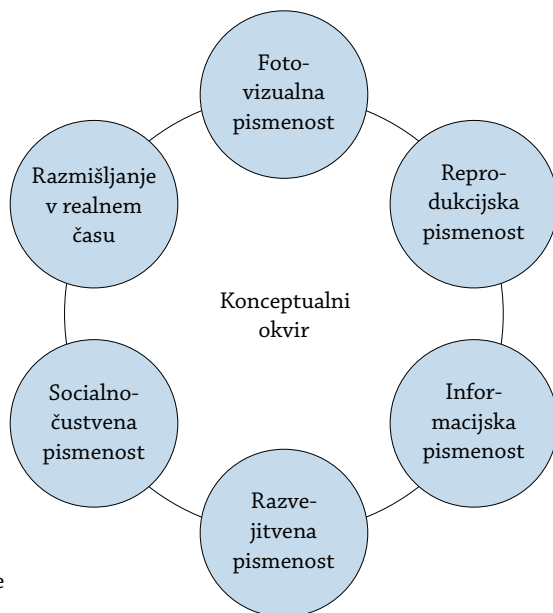 Foto-
vizualna
pismenost
Repro-
dukcijska
pismenost
Razmišljanje
v realnem
času
Konceptualni
okvir
Socialno-
čustvena
pismenost
Infor-
macijska
pismenost
Razve-
jitvena
pismenost
e